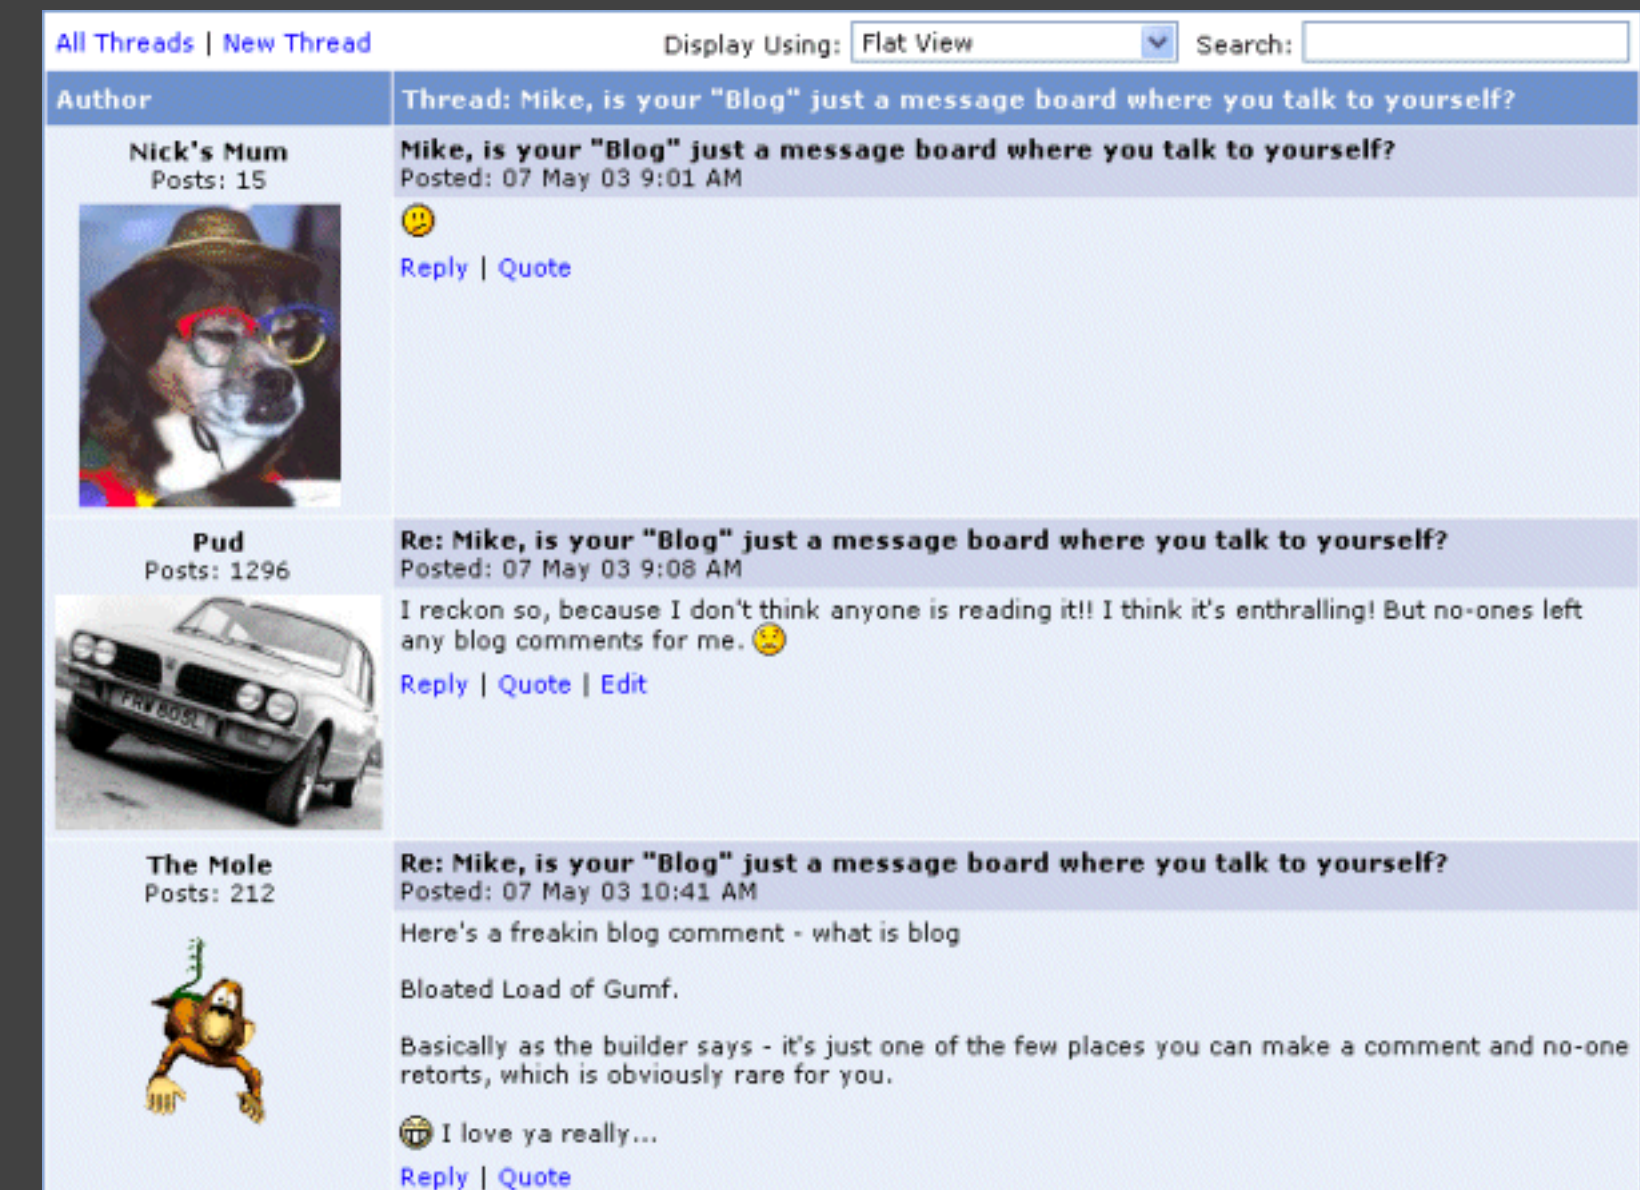 All Threads | New Thread Display Using: Flat View Search:
Author Thread: Mike, is your "Blog" just a message board where you talk to yourself?
Nick's Mum
Posts: 15
Mike, is your "Blog" just a message board where you talk to yourself?
Posted: 07 May 03 9:01 AM
Reply | Quote
Pud
Posts: 1296
FRW 805L
Re: Mike, is your "Blog" just a message board where you talk to yourself?
Posted: 07 May 03 9:08 AM
I reckon so, because I don't think anyone is reading it!! I think it's enthralling! But no-ones left
any blog comments for me.
Reply | Quote | Edit
The Mole
Posts: 212
Re: Mike, is your "Blog" just a message board where you talk to yourself?
Posted: 07 May 03 10:41 AM
Here's a freakin blog comment - what is blog
Bloated Load of Gumf.
Basically as the builder says - it's just one of the few places you can make a comment and no-one
retorts, which is obviously rare for you.
I love ya really...
Reply | Quote